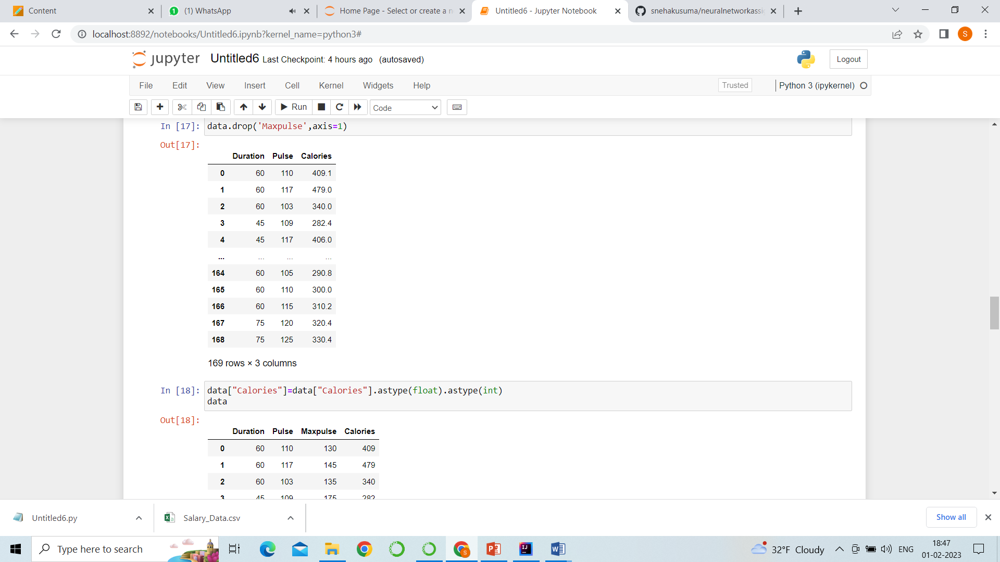 Content
(1) WhatsApp
Home Page - Select or create a n
Untitled6 - Jupyter Notebook
snehakusuma/neuralnetworkassi
localhost:8892/notebooks/Untitled6.ipynb?kernel_name=python3#
S
jupyter Untitled6 Last Checkpoint: 4 hours ago (autosaved)
Logout
File Edit View Insert Cell Kernel Widgets Help
Trusted
Python 3 (ipykernel)
Run
Code
In [17]: data.drop('Maxpulse',axis=1)
Out[17]:
Duration Pulse Calories
0 60 110 409.1
1 60 117 479.0
2 60 103 340.0
3 45 109 282.4
4 45 117 406.0
... ... ... ...
164 60 105 290.8
165 60 110 300.0
166 60 115 310.2
167 75 120 320.4
168 75 125 330.4
169 rows × 3 columns
In [18]: data["Calories"]=data["Calories"].astype(float).astype(int)
data
Out[18]:
Duration Pulse Maxpulse Calories
0 60 110 130 409
1 60 117 145 479
2 60 103 135 340
3 45 109 175 282
Untitled6.py
Salary_Data.csv
Show all
Type here to search
32°F Cloudy
ENG
18:47
01-02-2023